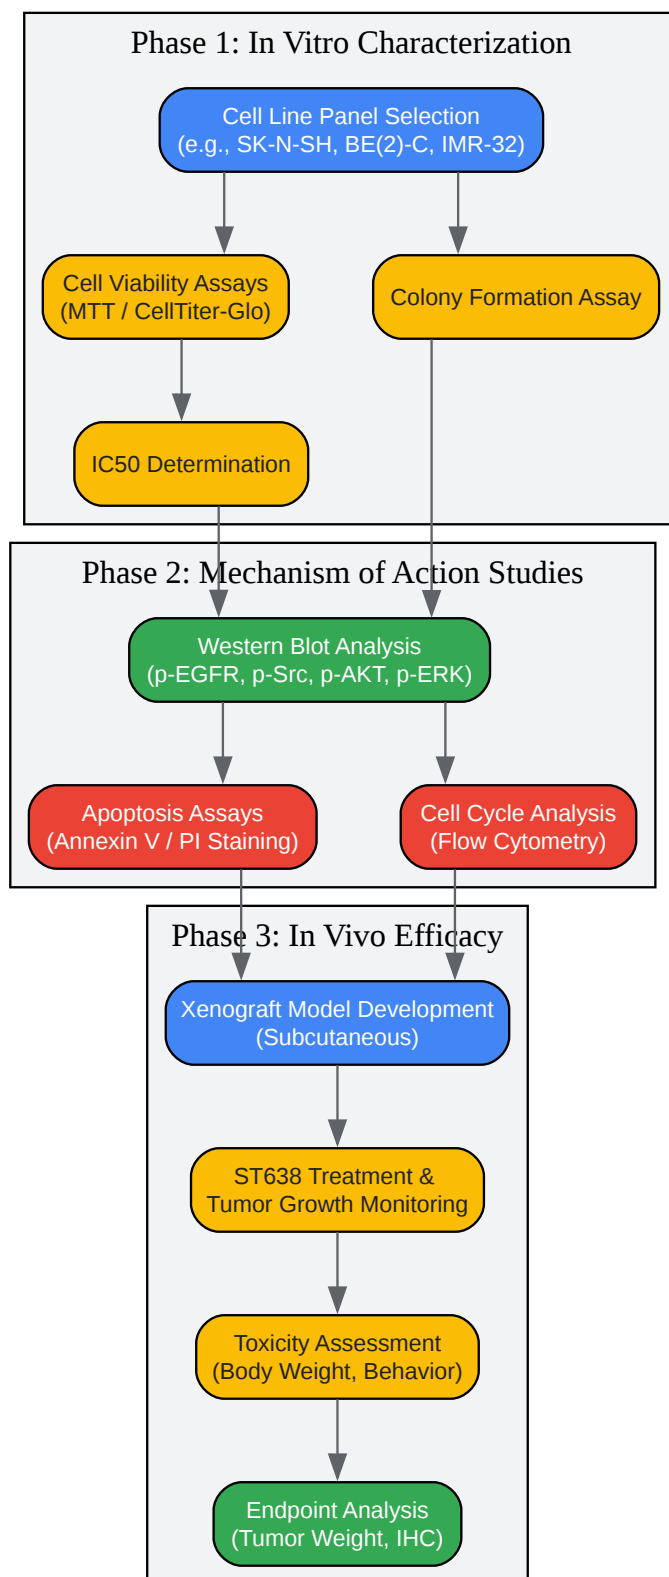 Phase 1: In Vitro Characterization
Cell Line Panel Selection
(e.g., SK-N-SH, BE(2)-C, IMR-32)
Cell Viability Assays
(MTT / CellTiter-Glo)
Colony Formation Assay
IC50 Determination
Phase 2: Mechanism of Action Studies
Western Blot Analysis
(p-EGFR, p-Src, p-AKT, p-ERK)
Apoptosis Assays
(Annexin V / PI Staining)
Cell Cycle Analysis
(Flow Cytometry)
Phase 3: In Vivo Efficacy
Xenograft Model Development
(Subcutaneous)
ST638 Treatment &
Tumor Growth Monitoring
Toxicity Assessment
(Body Weight, Behavior)
Endpoint Analysis
(Tumor Weight, IHC)